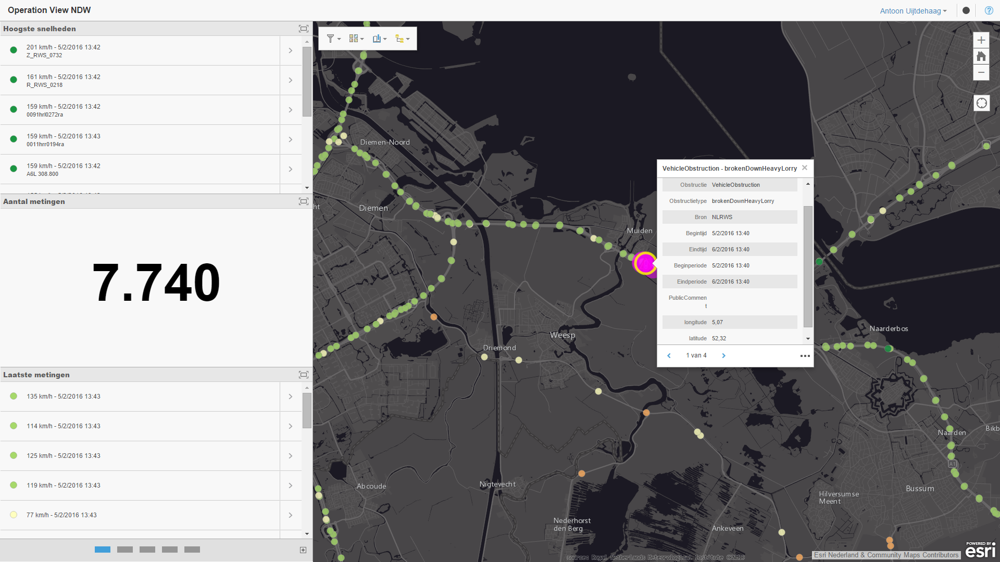 Operation View NDW
Antoon Uijtdehaag
Hoogste snelheden
201 km/h - 5/2/2016 13:42
Z_RWS_0732
161 km/h - 5/2/2016 13:42
R_RWS_0218
159 km/h - 5/2/2016 13:42
0091hrl0272ra
159 km/h - 5/2/2016 13:43
0011hrr0194ra
159 km/h - 5/2/2016 13:42
A6L 308.800
Aantal metingen
7.740
Laatste metingen
135 km/h - 5/2/2016 13:43
114 km/h - 5/2/2016 13:43
125 km/h - 5/2/2016 13:43
119 km/h - 5/2/2016 13:43
77 km/h - 5/2/2016 13:43
Diemen-Noord
ht
Diemen
Muiden
VehicleObstruction - brokenDownHeavyLorry
Obstructie VehicleObstruction
Obstructietype brokenDownHeavyLorry
Bron NLRWS
Begintijd 5/2/2016 13:40
Eindtijd 6/2/2016 13:40
Beginperiode 5/2/2016 13:40
Eindperiode 6/2/2016 13:40
PublicCommen
t
longitude 5,07
latitude 52,32
1 van 4
Weesp
Driemond
Naarderbos
Naarden
Bikb
A1
Abcoude
Nigtevecht
Bussum
Hilversumse
Meent
Nederhorst
den Berg
Ankeveen
source: Royal Netherlands Meteorological Institute (KNMI)
Esri Nederland & Community Maps Contributors
POWERED BY
esri